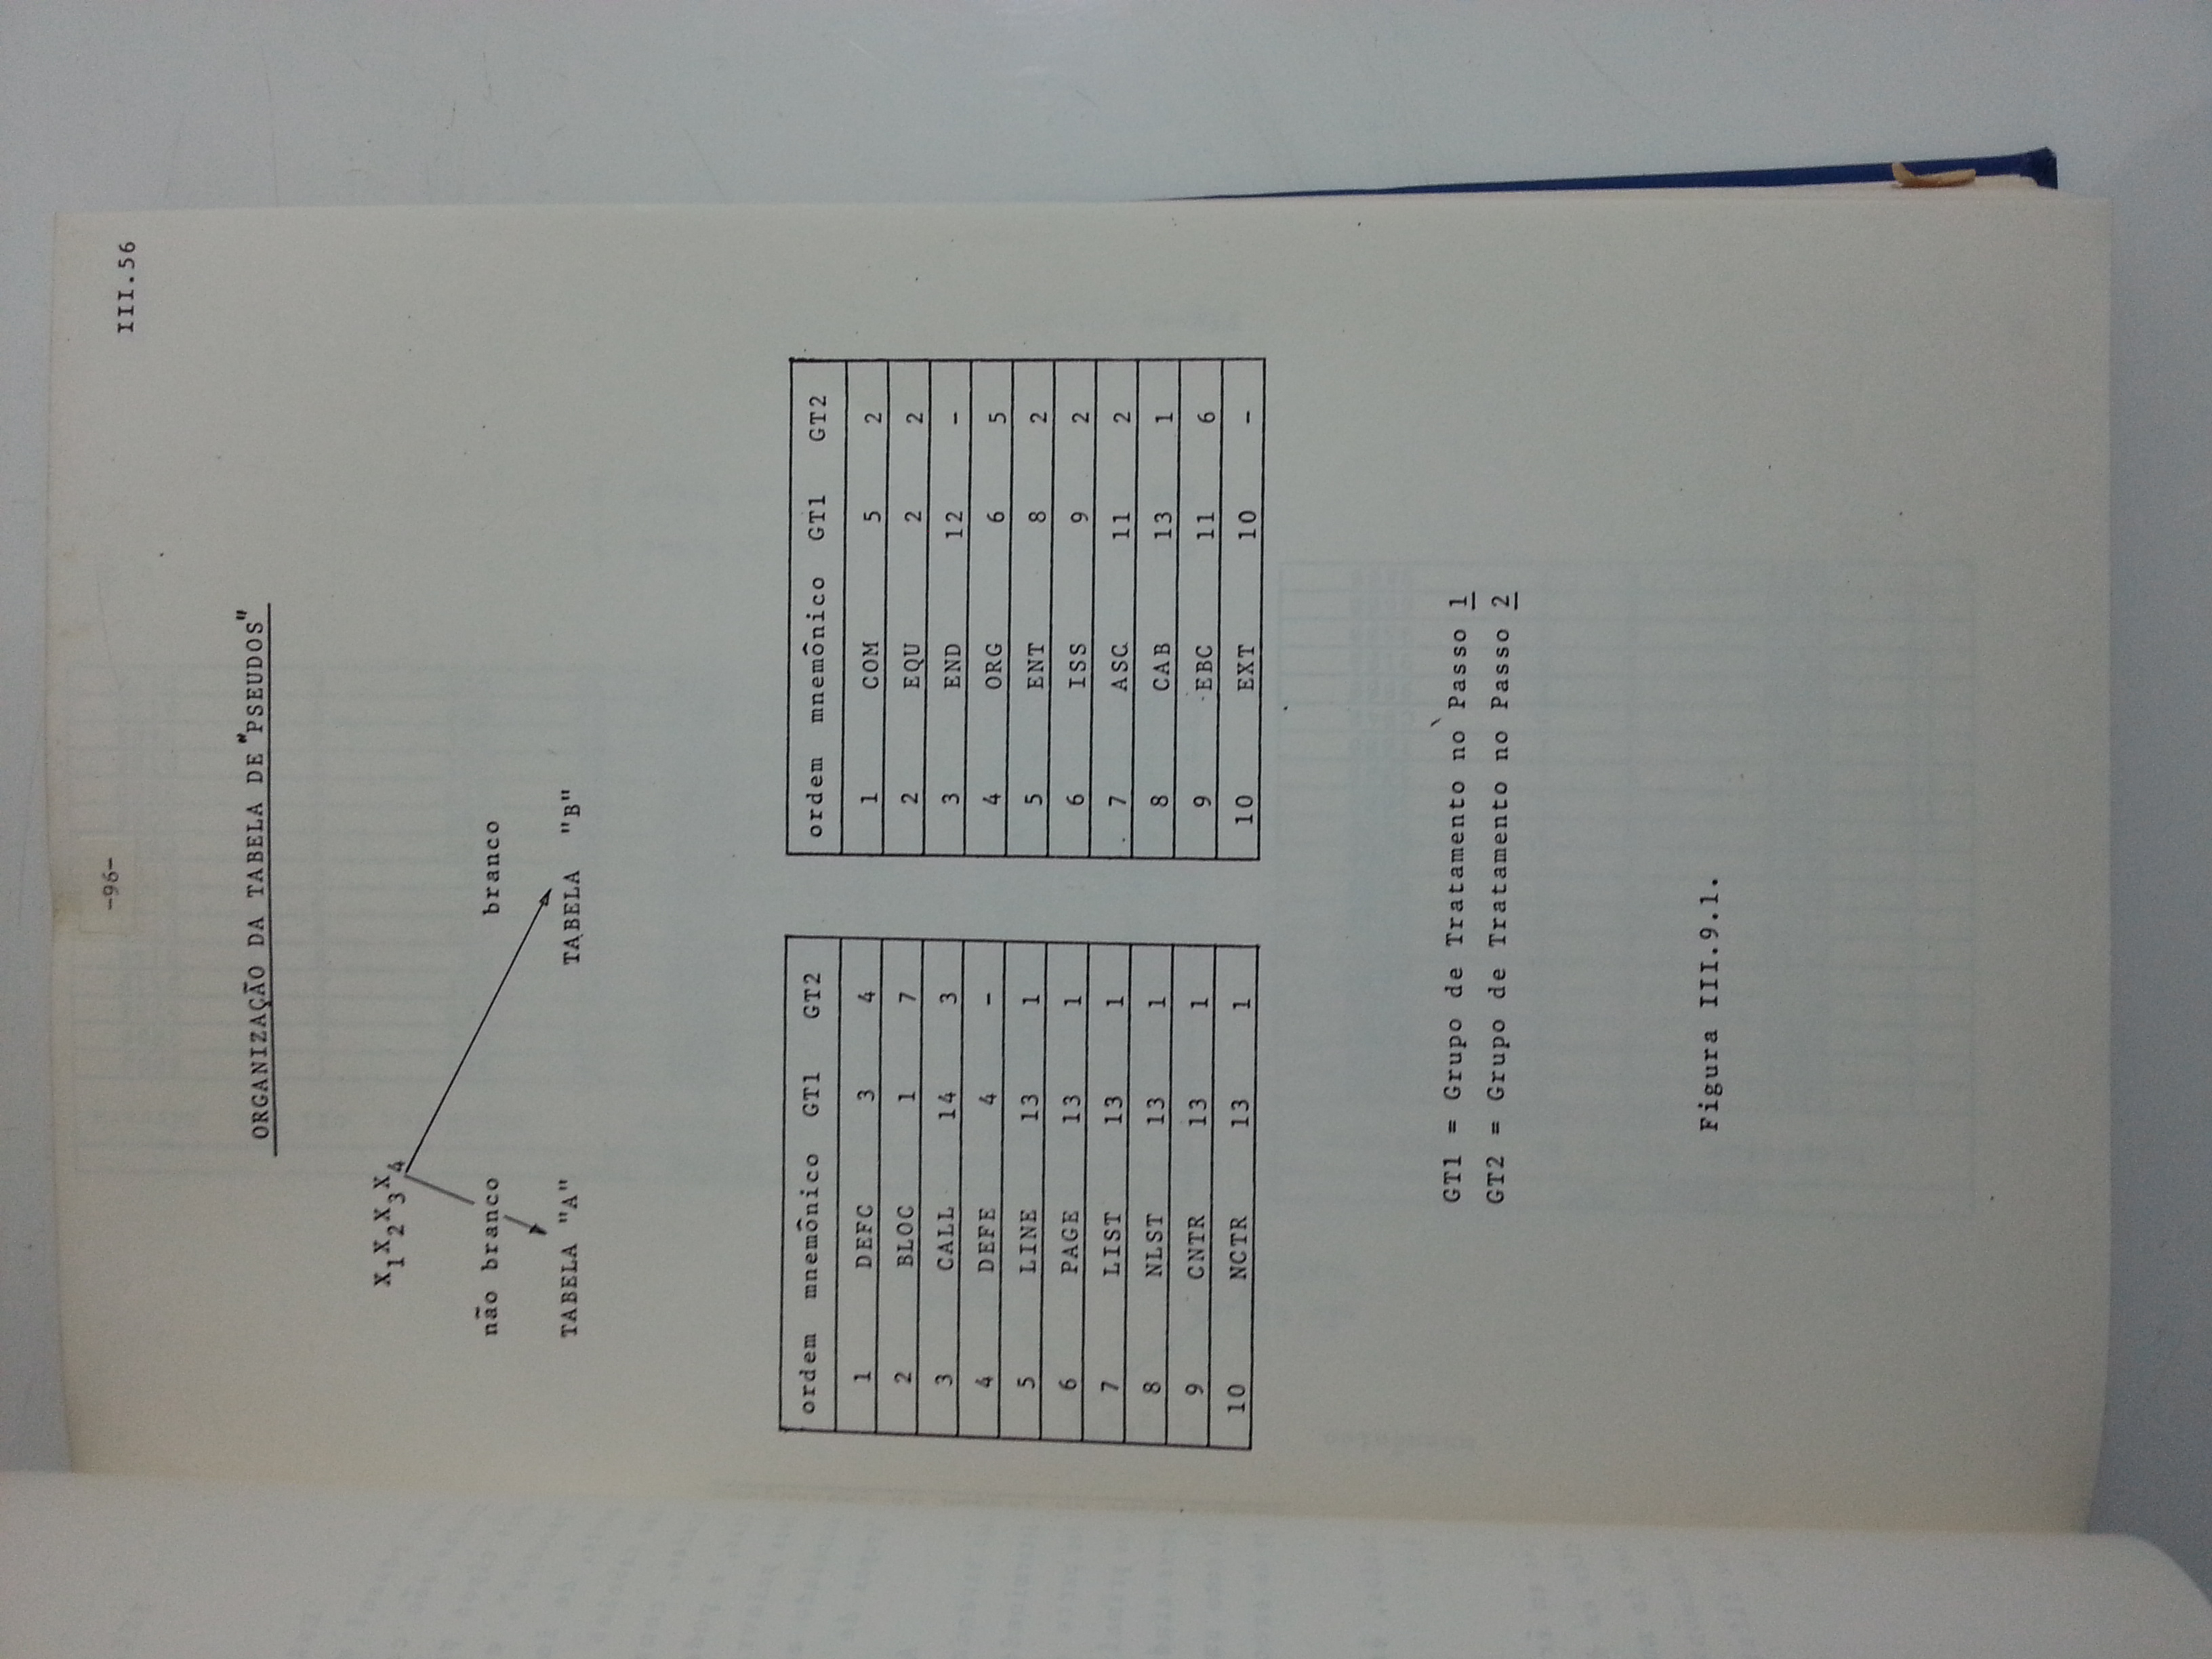 -96-
III.56
ORGANIZAÇÃO DA TABELA DE "PSEUDOS"
X1X2X3X4
não branco branco
TABELA "A" TABELA "B"
ordem mnemônico GT1 GT2
1 DEFC 3 4
2 BLOC 1 7
3 CALL 14 3
4 DEFE 4 -
5 LINE 13 1
6 PAGE 13 1
7 LIST 13 1
8 NLST 13 1
9 CNTR 13 1
10 NCTR 13 1
ordem mnemônico GT1 GT2
1 COM 5 2
2 EQU 2 2
3 END 12 -
4 ORG 6 5
5 ENT 8 2
6 ISS 9 2
7 ASC 11 2
8 CAB 13 1
9 EBC 11 6
10 EXT 10 -
GT1 = Grupo de Tratamento no Passo 1
GT2 = Grupo de Tratamento no Passo 2
Figura III.9.1.